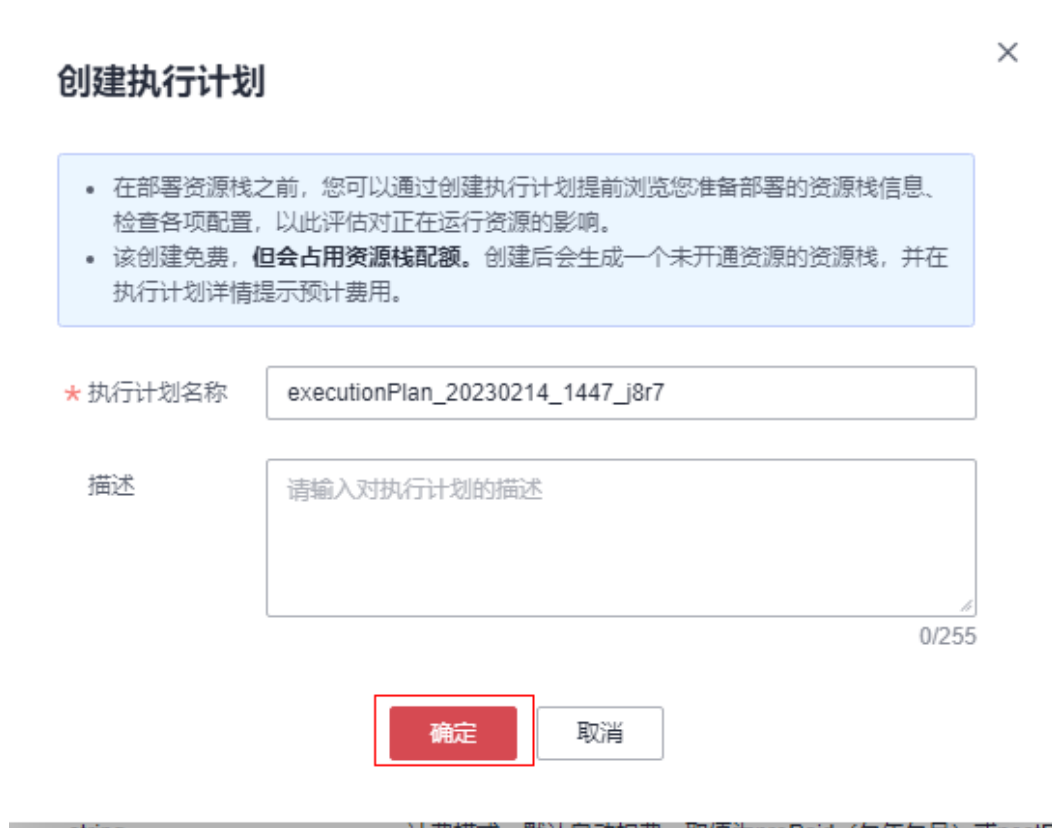 创建执行计划
在部署资源栈之前，您可以通过创建执行计划提前浏览您准备部署的资源栈信息、
检查各项配置，以此评估对正在运行资源的影响。
该创建免费，但会占用资源栈配额。创建后会生成一个未开通资源的资源栈，并在
执行计划详情提示预计费用。
* 执行计划名称 executionPlan_20230214_1447_j8r7
描述 请输入对执行计划的描述
0/255
确定 取消